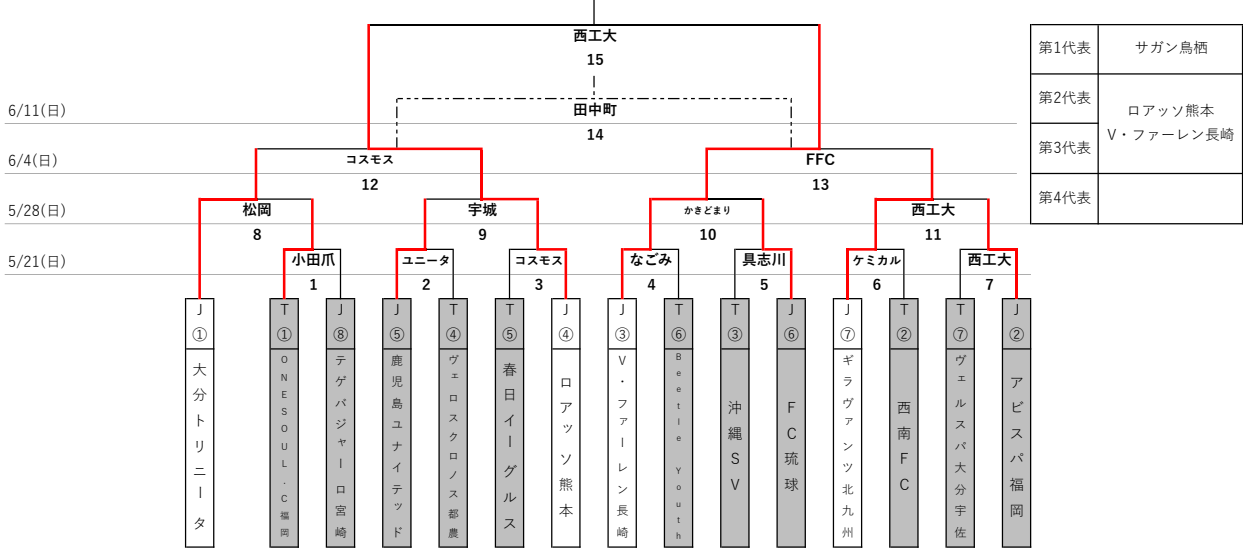 西工大
15
第1代表 サガン鳥栖
第2代表
ロアッソ熊本
V・ファーレン長崎
第3代表
第4代表
6/11(日)
田中町
14
6/4(日)
コスモス
FFC
12
13
5/28(日)
松岡
宇城
かきどまり
西工大
8
9
10
11
5/21(日)
小田爪
ユニータ
コスモス
なごみ
具志川
ケミカル
西工大
1
2
3
4
5
6
7
J① 大分トリニータ
T① ONESOUL.C福岡
J⑧ テゲバジャーロ宮崎
J⑤ 鹿児島ユナイテッド
T④ ヴェロスクロノス都農
T⑤ 春日イーグルス
J④ ロアッソ熊本
J③ V・ファーレン長崎
T⑥ Beetle Youth
T③ 沖縄SV
J⑥ FC琉球
J⑦ ギラヴァンツ北九州
T② 西南FC
T⑦ ヴェルスパ大分宇佐
J② アビスパ福岡